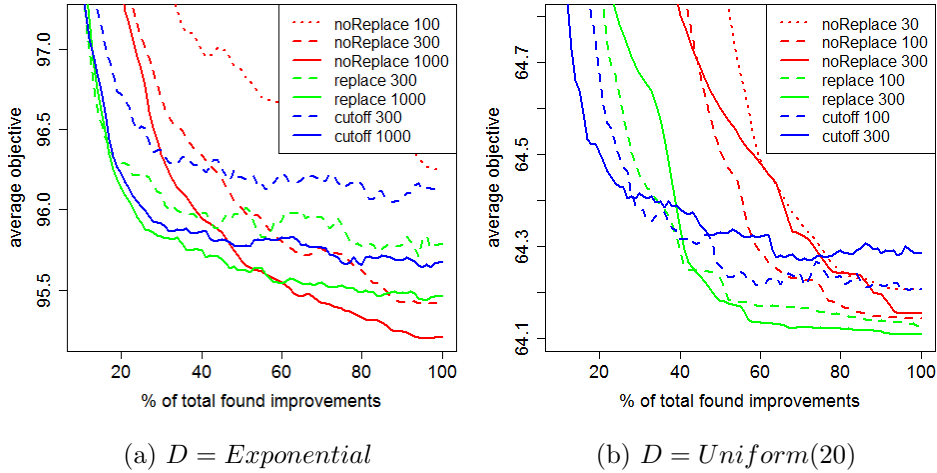 average objective
97.0
96.5
96.0
95.5
20 40 60 80 100
% of total found improvements
noReplace 100
noReplace 300
noReplace 1000
replace 300
replace 1000
cutoff 300
cutoff 1000
(a) D = Exponential
average objective
64.7
64.5
64.3
64.1
20 40 60 80 100
% of total found improvements
noReplace 30
noReplace 100
noReplace 300
replace 100
replace 300
cutoff 100
cutoff 300
(b) D = Uniform(20)